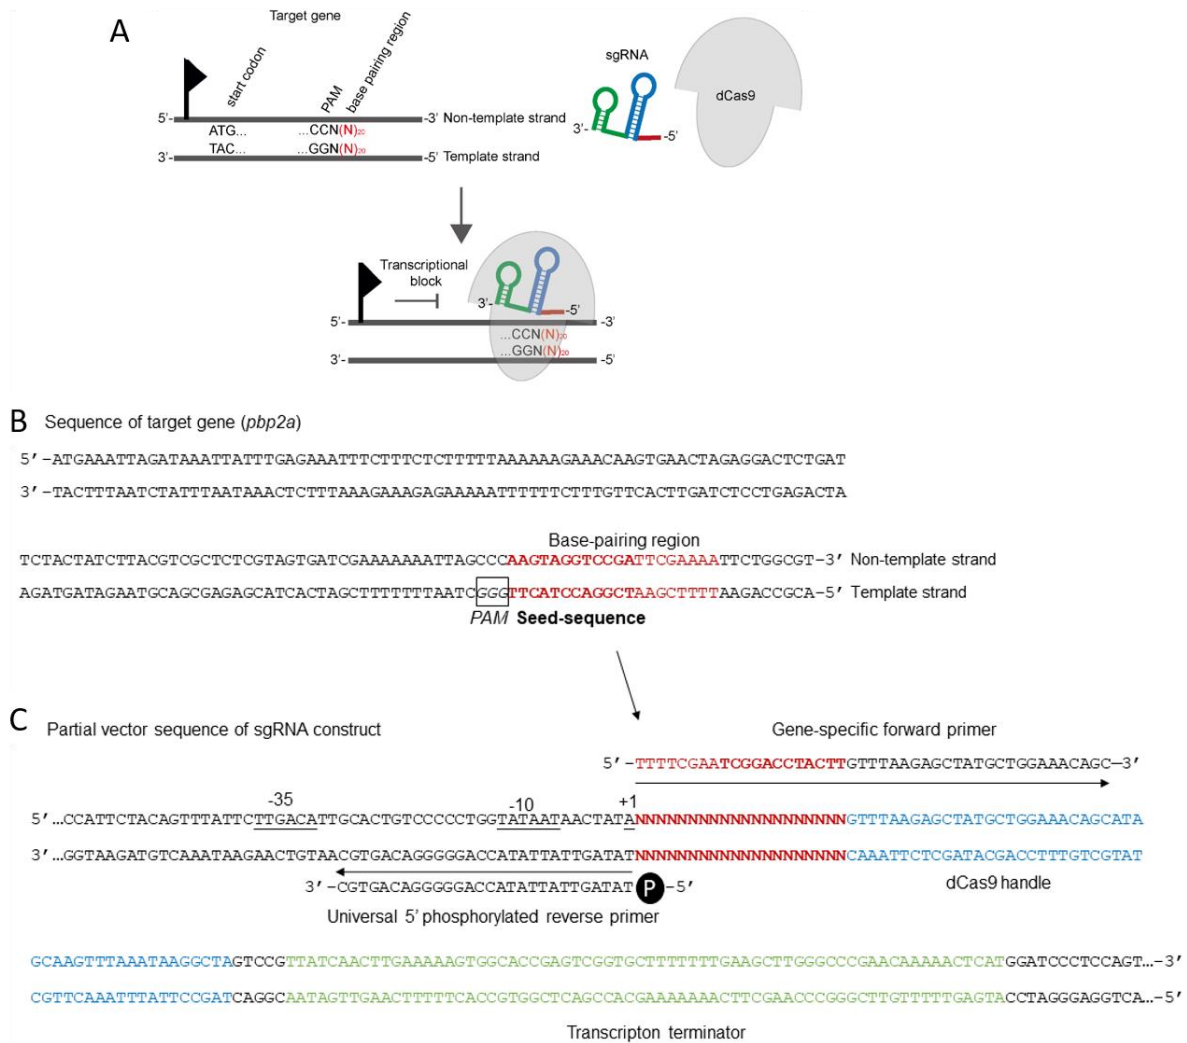 A
Target gene
start codon
PAM
base pairing region
5'- -3' Non-template strand
ATG... ...CCN(N)20
TAC... ...GGN(N)20
3'- -5' Template strand
sgRNA
3'- -5'
dCas9
Transcriptional
block
3'- -5'
5'- -3'
...CCN(N)20
...GGN(N)20
3'- -5'
B Sequence of target gene (pbp2a)
5'-ATGAAATTAGATAAATTATTTGAGAAATTTCTTTCTCTTTTTAAAAAAGAAACAAGTGAACTAGAGGACTCTGAT
3'-TACTTTAATCTATTTAATAAACTCTTTAAAGAAAGAGAAAAATTTTTTCTTTGTTCACTTGATCTCCTGAGACTA
Base-pairing region
TCTACTATCTTACGTCGCTCTCGTAGTGATCGAAAAAAATTAGCCCAAGTAGGTCCGATTCGAAAATTCTGGCGT-3' Non-template strand
AGATGATAGAATGCAGCGAGAGCATCACTAGCTTTTTTTAATCGGGTTCATCCAGGCTAAGCTTTTAAGACCGCA-5' Template strand
PAM Seed-sequence
C Partial vector sequence of sgRNA construct
Gene-specific forward primer
5'-TTTTCGAATCGGACCTACTTGTTTAAGAGCTATGCTGGAAACAGC-3'
-35 -10 +1
5'…CCATTCTACAGTTTATTCTTGACATTGCACTGTCCCCCTGGTATAATAACTATANNNNNNNNNNNNNNNNNNNNGTTTAAGAGCTATGCTGGAAACAGCATA
3'…GGTAAGATGTCAAATAAGAACTGTAACGTGACAGGGGGACCATATTATTGATATNNNNNNNNNNNNNNNNNNNNCAAATTCTCGATACGACCTTTGTCGTAT
3'-CGTGACAGGGGGACCATATTATTGATAT P -5'
dCas9 handle
Universal 5' phosphorylated reverse primer
GCAAGTTTAAATAAGGCTAGTCCGTTATCAACTTGAAAAAGTGGCACCGAGTCGGTGCTTTTTTTGAAGCTTGGGCCCGAACAAAAACTCATGGATCCCTCCAGT…-3'
CGTTCAAATTTATTCCGATCAGGCAATAGTTGAACTTTTTCACCGTGGCTCAGCCACGAAAAAAACTTCGAACCCGGGCTTGTTTTTGAGTACCTAGGGAGGTCA…-5'
Transcripton terminator